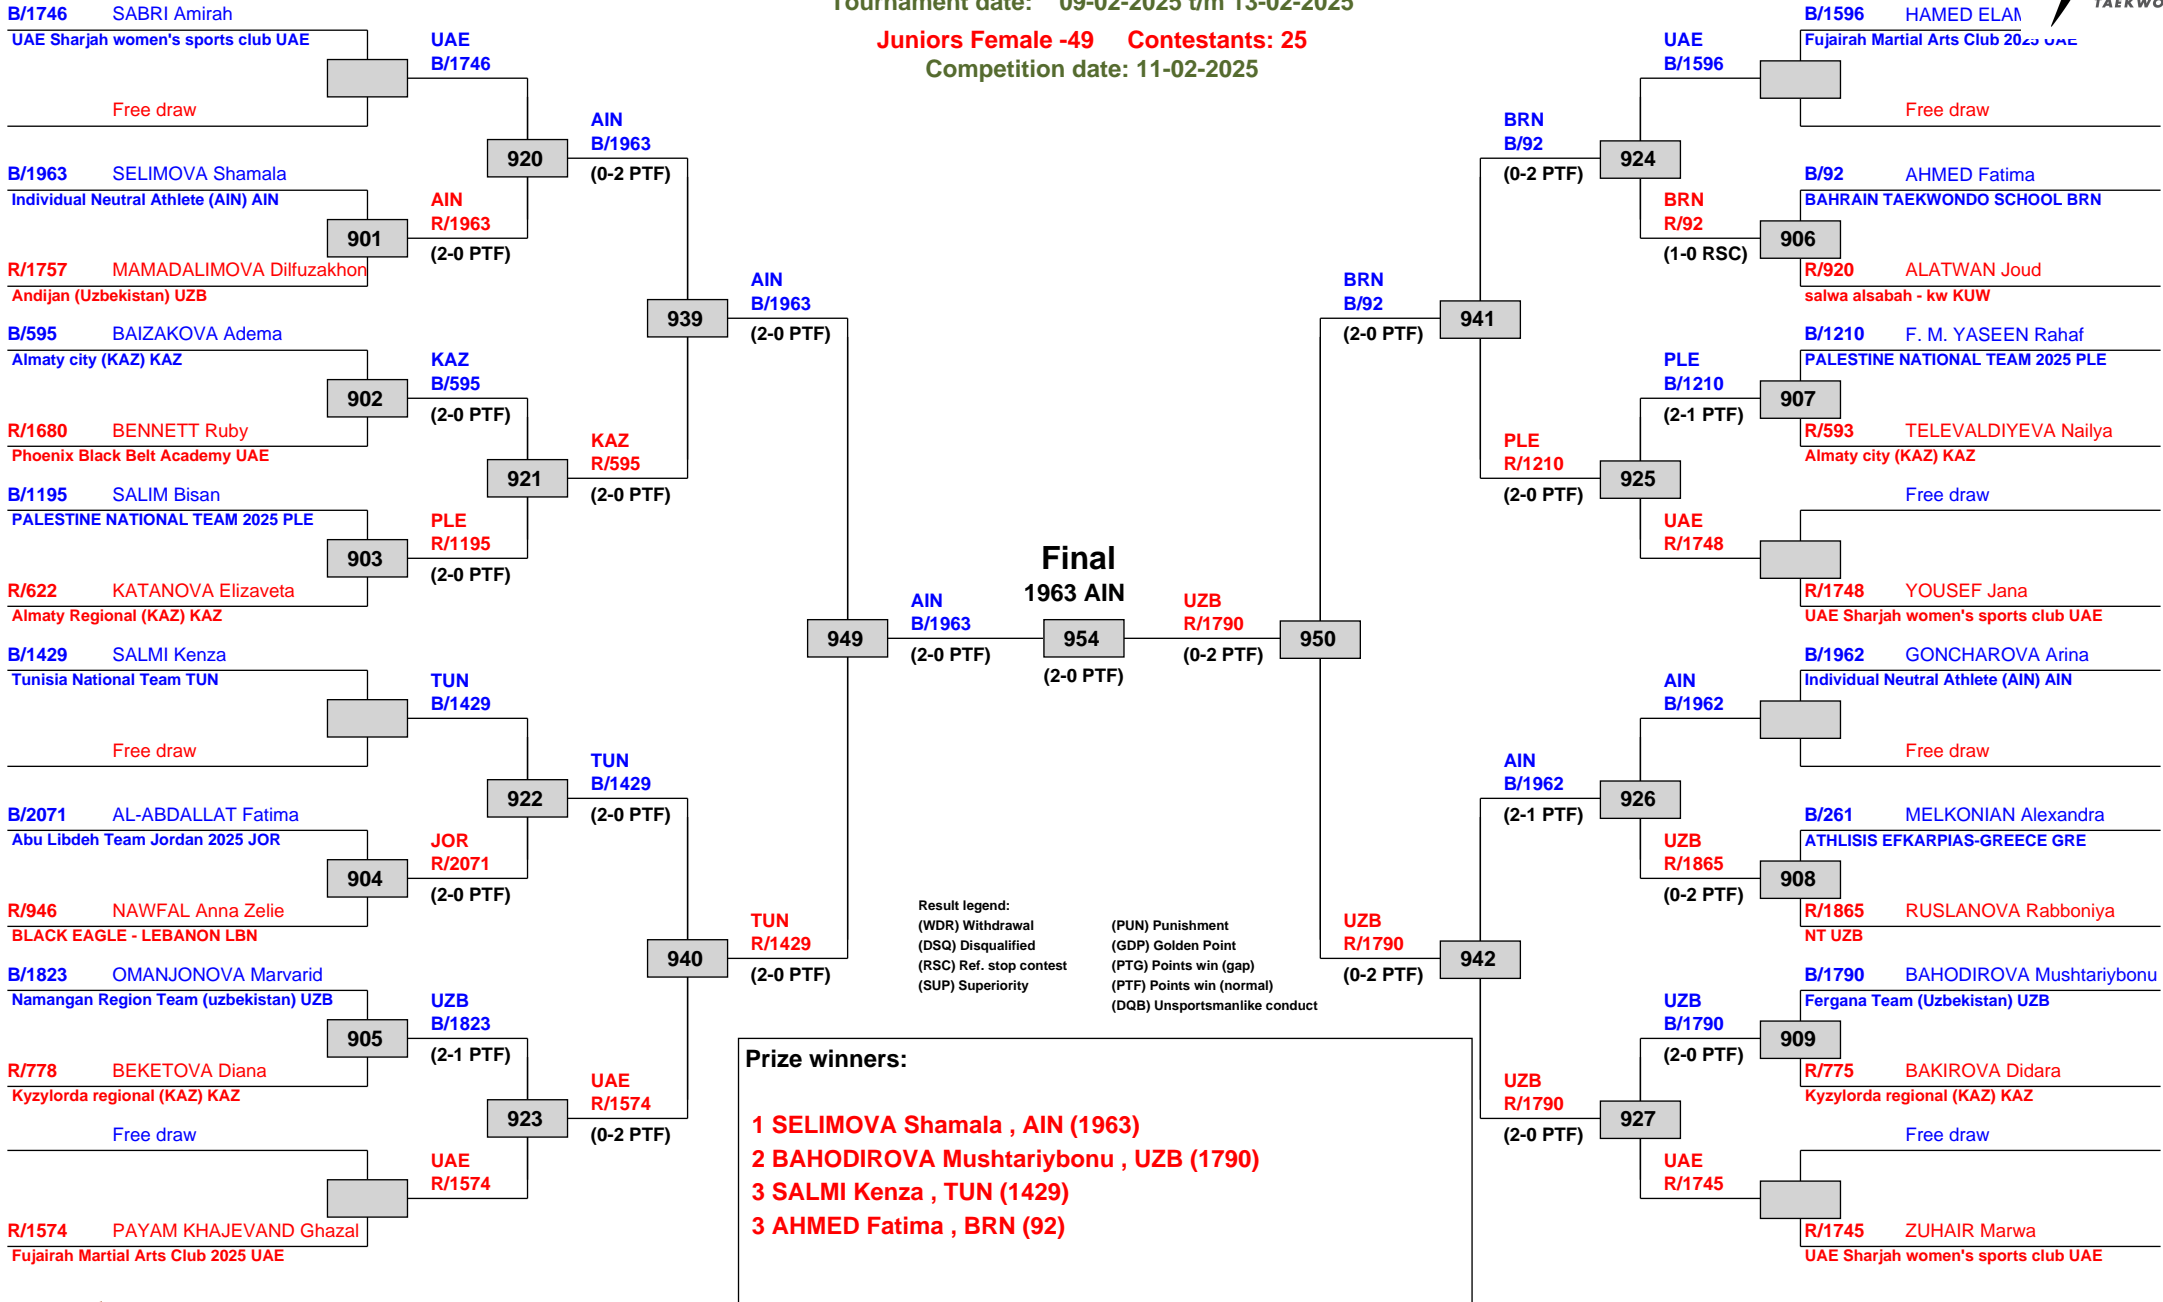 Tournament date: 09-02-2025 t/m 13-02-2025
Juniors Female -49 Contestants: 25
Competition date: 11-02-2025
B/1746 SABRI Amirah
UAE Sharjah women's sports club UAE
Free draw
B/1963 SELIMOVA Shamala
Individual Neutral Athlete (AIN) AIN
901
R/1757 MAMADALIMOVA Dilfuzakhon
Andijan (Uzbekistan) UZB
B/595 BAIZAKOVA Adema
Almaty city (KAZ) KAZ
902
R/1680 BENNETT Ruby
Phoenix Black Belt Academy UAE
B/1195 SALIM Bisan
PALESTINE NATIONAL TEAM 2025 PLE
903
R/622 KATANOVA Elizaveta
Almaty Regional (KAZ) KAZ
B/1429 SALMI Kenza
Tunisia National Team TUN
Free draw
B/2071 AL-ABDALLAT Fatima
Abu Libdeh Team Jordan 2025 JOR
904
R/946 NAWFAL Anna Zelie
BLACK EAGLE - LEBANON LBN
B/1823 OMANJONOVA Marvarid
Namangan Region Team (uzbekistan) UZB
905
R/778 BEKETOVA Diana
Kyzylorda regional (KAZ) KAZ
Free draw
R/1574 PAYAM KHAJEVAND Ghazal
Fujairah Martial Arts Club 2025 UAE
UAE
B/1746
920
AIN
R/1963
(2-0 PTF)
KAZ
B/595
(2-0 PTF)
921
PLE
R/1195
(2-0 PTF)
TUN
B/1429
922
JOR
R/2071
(2-0 PTF)
UZB
B/1823
(2-1 PTF)
923
UAE
R/1574
AIN
B/1963
(0-2 PTF)
939
KAZ
R/595
(2-0 PTF)
TUN
B/1429
(2-0 PTF)
940
UAE
R/1574
(0-2 PTF)
AIN
B/1963
(2-0 PTF)
949
TUN
R/1429
(2-0 PTF)
AIN
B/1963
(2-0 PTF)
Final
1963 AIN
954
(2-0 PTF)
UZB
R/1790
(0-2 PTF)
950
BRN
B/92
(2-0 PTF)
UZB
R/1790
(0-2 PTF)
941
942
BRN
B/92
(0-2 PTF)
PLE
R/1210
(2-0 PTF)
AIN
B/1962
(2-1 PTF)
UZB
R/1790
(2-0 PTF)
UAE
B/1596
924
BRN
R/92
(1-0 RSC)
PLE
B/1210
(2-1 PTF)
925
UAE
R/1748
AIN
B/1962
926
UZB
R/1865
(0-2 PTF)
UZB
B/1790
(2-0 PTF)
927
UAE
R/1745
TAEKWO
B/1596 HAMED
Fujairah Martial Arts Club 2025 UAE
Free draw
B/92 AHMED Fatima
BAHRAIN TAEKWONDO SCHOOL BRN
906
R/920 ALATWAN Joud
salwa alsabah - kw KUW
B/1210 F. M. YASEEN Rahaf
PALESTINE NATIONAL TEAM 2025 PLE
907
R/593 TELEVALDIYEVA Nailya
Almaty city (KAZ) KAZ
Free draw
R/1748 YOUSEF Jana
UAE Sharjah women's sports club UAE
B/1962 GONCHAROVA Arina
Individual Neutral Athlete (AIN) AIN
Free draw
B/261 MELKONIAN Alexandra
ATHLISIS EFKARPIAS-GREECE GRE
908
R/1865 RUSLANOVA Rabboniya
NT UZB
B/1790 BAHODIROVA Mushtariybonu
Fergana Team (Uzbekistan) UZB
909
R/775 BAKIROVA Didara
Kyzylorda regional (KAZ) KAZ
Free draw
R/1745 ZUHAIR Marwa
UAE Sharjah women's sports club UAE
Result legend:
(WDR) Withdrawal (PUN) Punishment
(DSQ) Disqualified (GDP) Golden Point
(RSC) Ref. stop contest (PTG) Points win (gap)
(SUP) Superiority (PTF) Points win (normal)
(DQB) Unsportsmanlike conduct
Prize winners:
1 SELIMOVA Shamala , AIN (1963)
2 BAHODIROVA Mushtariybonu , UZB (1790)
3 SALMI Kenza , TUN (1429)
3 AHMED Fatima , BRN (92)